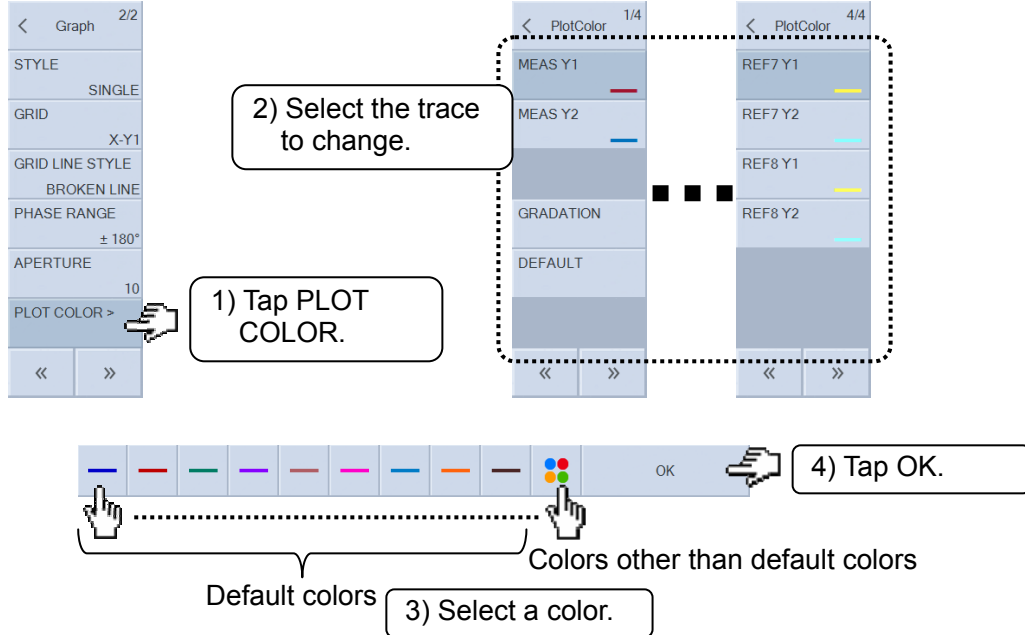 2/2
< Graph
STYLE
SINGLE
GRID
X-Y1
GRID LINE STYLE
BROKEN LINE
PHASE RANGE
± 180°
APERTURE
10
PLOT COLOR >
« »
1) Tap PLOT
COLOR.
2) Select the trace
to change.
1/4
< PlotColor
MEAS Y1
MEAS Y2
GRADATION
DEFAULT
« »
4/4
< PlotColor
REF7 Y1
REF7 Y2
REF8 Y1
REF8 Y2
« »
OK
4) Tap OK.
Colors other than default colors
Default colors
3) Select a color.